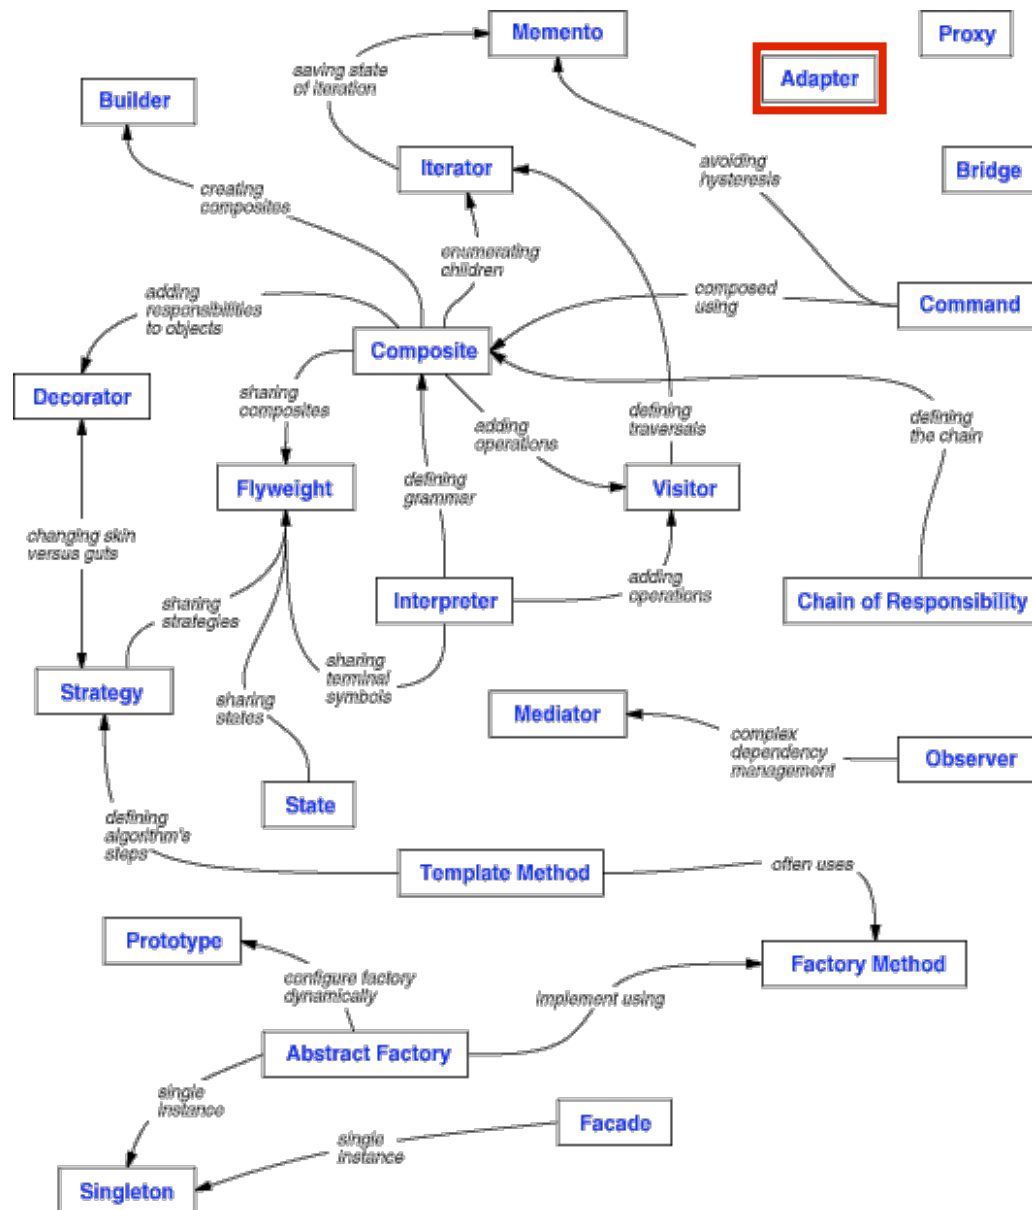 Memento
Proxy
Adapter
saving state
of iteration
Builder
avoiding
hysteresis
Iterator
Bridge
creating
composites
enumerating
children
adding
responsibilities
to objects
composed
using
Command
Composite
Decorator
sharing
composites
adding
operations
defining
traversals
defining
the chain
defining
grammar
Flyweight
Visitor
changing skin
versus guts
sharing
strategies
Interpreter
adding
operations
Chain of Responsibility
sharing
terminal
symbols
Strategy
sharing
states
Mediator
complex
dependency
management
Observer
State
defining
algorithm's
steps
Template Method
often uses
Prototype
Factory Method
configure factory
dynamically
implement using
Abstract Factory
single
instance
Facade
single
instance
Singleton